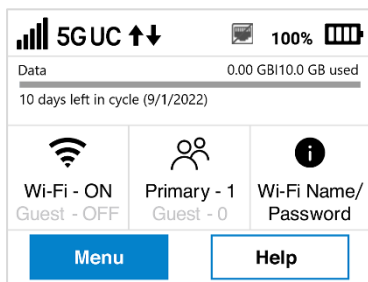 5G UC 100%
Data 0.00 GB|10.0 GB used
10 days left in cycle (9/1/2022)
Wi-Fi - ON Primary - 1 Wi-Fi Name/
Guest - OFF Guest - 0 Password
Menu Help